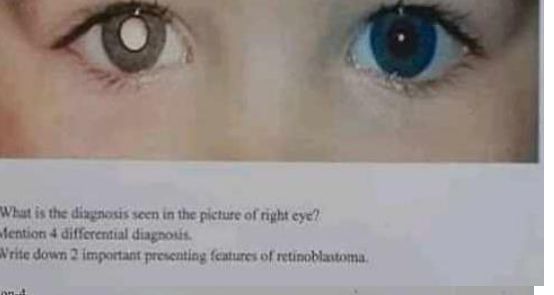 What is the diagnosis seen in the picture of right eye?
Mention 4 differential diagnosis.
Write down 2 important presenting features of retinoblastoma.